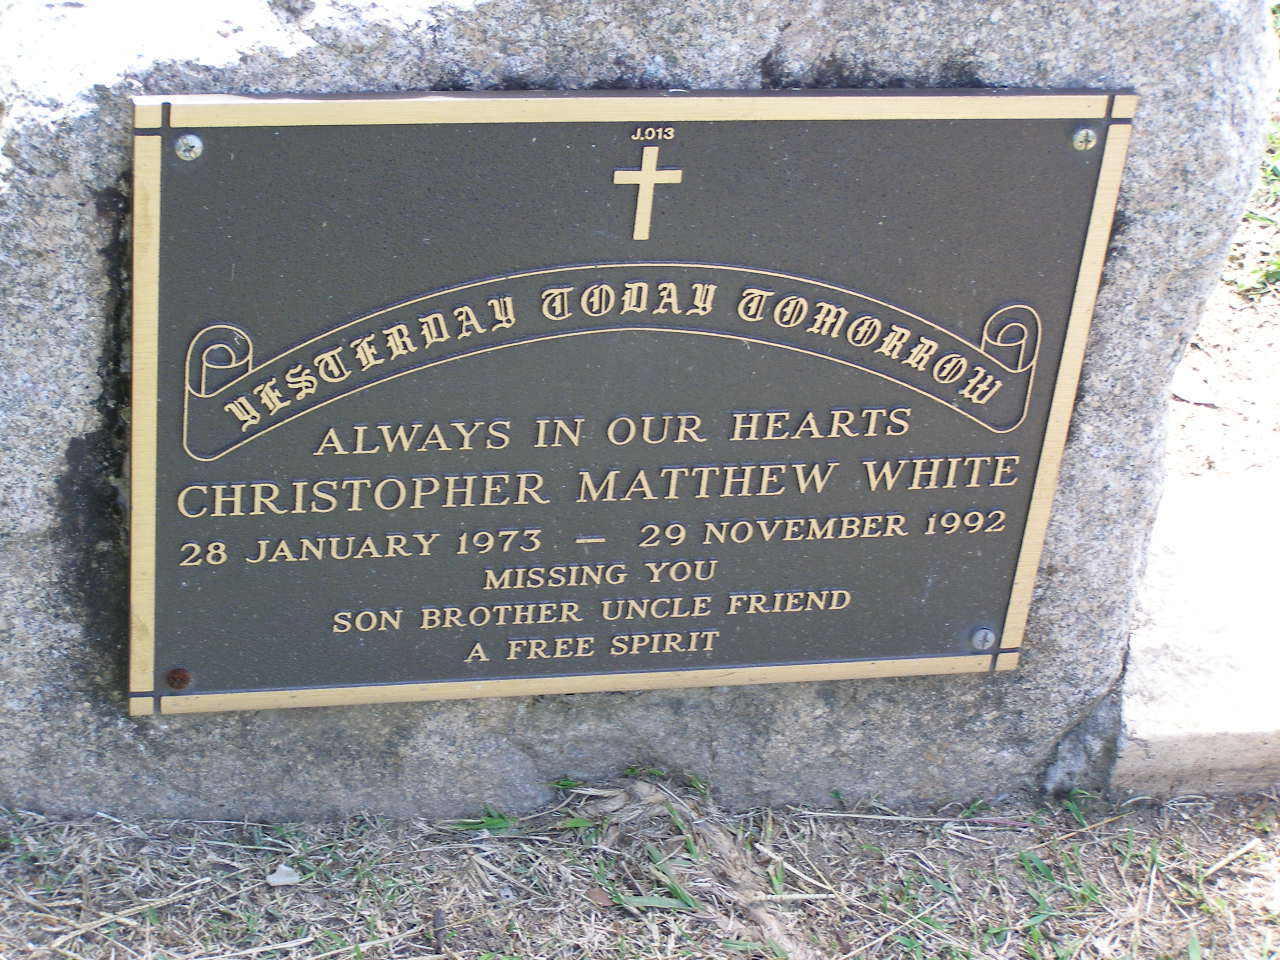 J.013
YESTERDAY TODAY TOMORROW
ALWAYS IN OUR HEARTS
CHRISTOPHER MATTHEW WHITE
28 JANUARY 1973 — 29 NOVEMBER 1992
MISSING YOU
SON BROTHER UNCLE FRIEND
A FREE SPIRIT